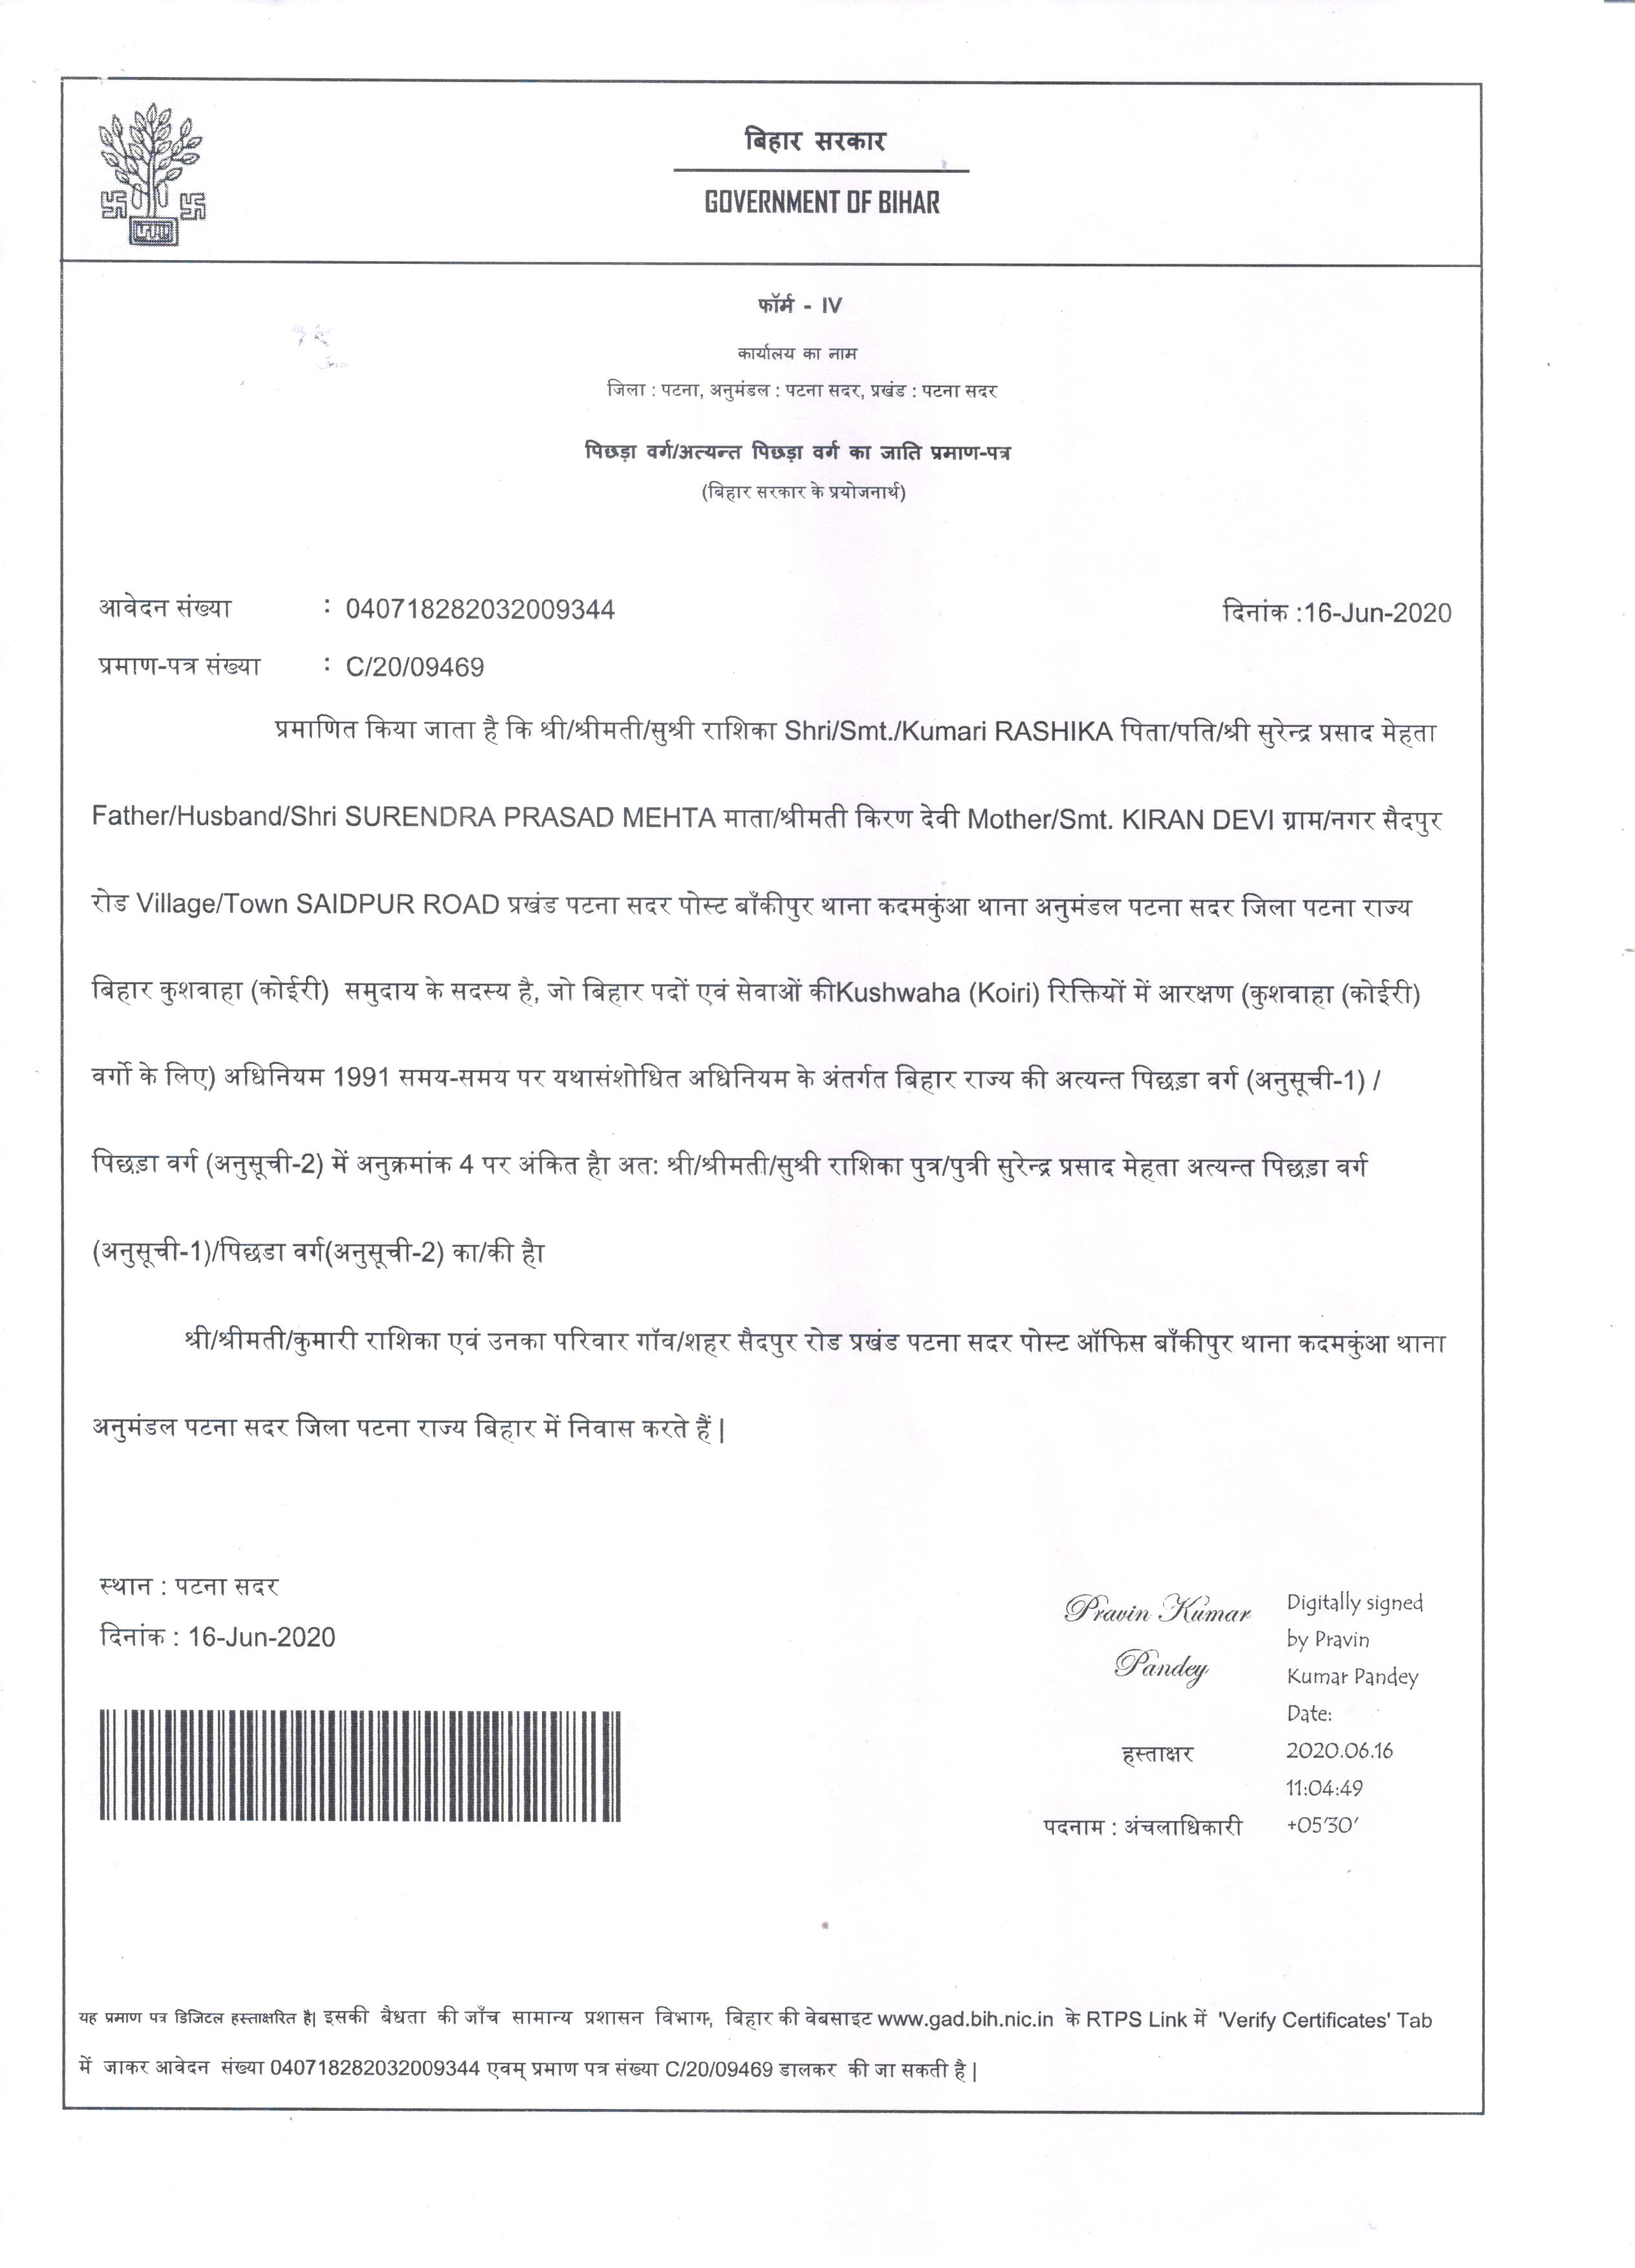 बिहार सरकार
GOVERNMENT OF BIHAR
फॉर्म - IV
कार्यालय का नाम
जिला : पटना, अनुमंडल : पटना सदर, प्रखंड : पटना सदर
पिछड़ा वर्ग/अत्यन्त पिछड़ा वर्ग का जाति प्रमाण-पत्र
(बिहार सरकार के प्रयोजनार्थ)
आवेदन संख्या : 040718282032009344 दिनांक :16-Jun-2020
प्रमाण-पत्र संख्या : C/20/09469
प्रमाणित किया जाता है कि श्री/श्रीमती/सुश्री राशिका Shri/Smt./Kumari RASHIKA पिता/पति/श्री सुरेन्द्र प्रसाद मेहता
Father/Husband/Shri SURENDRA PRASAD MEHTA माता/श्रीमती किरण देवी Mother/Smt. KIRAN DEVI ग्राम/नगर सैदपुर
रोड Village/Town SAIDPUR ROAD प्रखंड पटना सदर पोस्ट बाँकीपुर थाना कदमकुंआ थाना अनुमंडल पटना सदर जिला पटना राज्य
बिहार कुशवाहा (कोईरी) समुदाय के सदस्य है, जो बिहार पदों एवं सेवाओं कीKushwaha (Koiri) रिक्तियों में आरक्षण (कुशवाहा (कोईरी)
वर्गो के लिए) अधिनियम 1991 समय-समय पर यथासंशोधित अधिनियम के अंतर्गत बिहार राज्य की अत्यन्त पिछड़ा वर्ग (अनुसूची-1) /
पिछड़ा वर्ग (अनुसूची-2) में अनुक्रमांक 4 पर अंकित है। अत: श्री/श्रीमती/सुश्री राशिका पुत्र/पुत्री सुरेन्द्र प्रसाद मेहता अत्यन्त पिछड़ा वर्ग
(अनुसूची-1)/पिछडा वर्ग(अनुसूची-2) का/की है।
श्री/श्रीमती/कुमारी राशिका एवं उनका परिवार गॉव/शहर सैदपुर रोड प्रखंड पटना सदर पोस्ट ऑफिस बाँकीपुर थाना कदमकुंआ थाना
अनुमंडल पटना सदर जिला पटना राज्य बिहार में निवास करते हैं |
स्थान : पटना सदर
दिनांक : 16-Jun-2020
Pravin Kumar
Pandey
हस्ताक्षर
पदनाम : अंचलाधिकारी
Digitally signed
by Pravin
Kumar Pandey
Date:
2020.06.16
11:04:49
+05'30'
यह प्रमाण पत्र डिजिटल हस्ताक्षरित है| इसकी बैधता की जाँच सामान्य प्रशासन विभाग, बिहार की वेबसाइट www.gad.bih.nic.in के RTPS Link में 'Verify Certificates' Tab
में जाकर आवेदन संख्या 040718282032009344 एवम् प्रमाण पत्र संख्या C/20/09469 डालकर की जा सकती है |